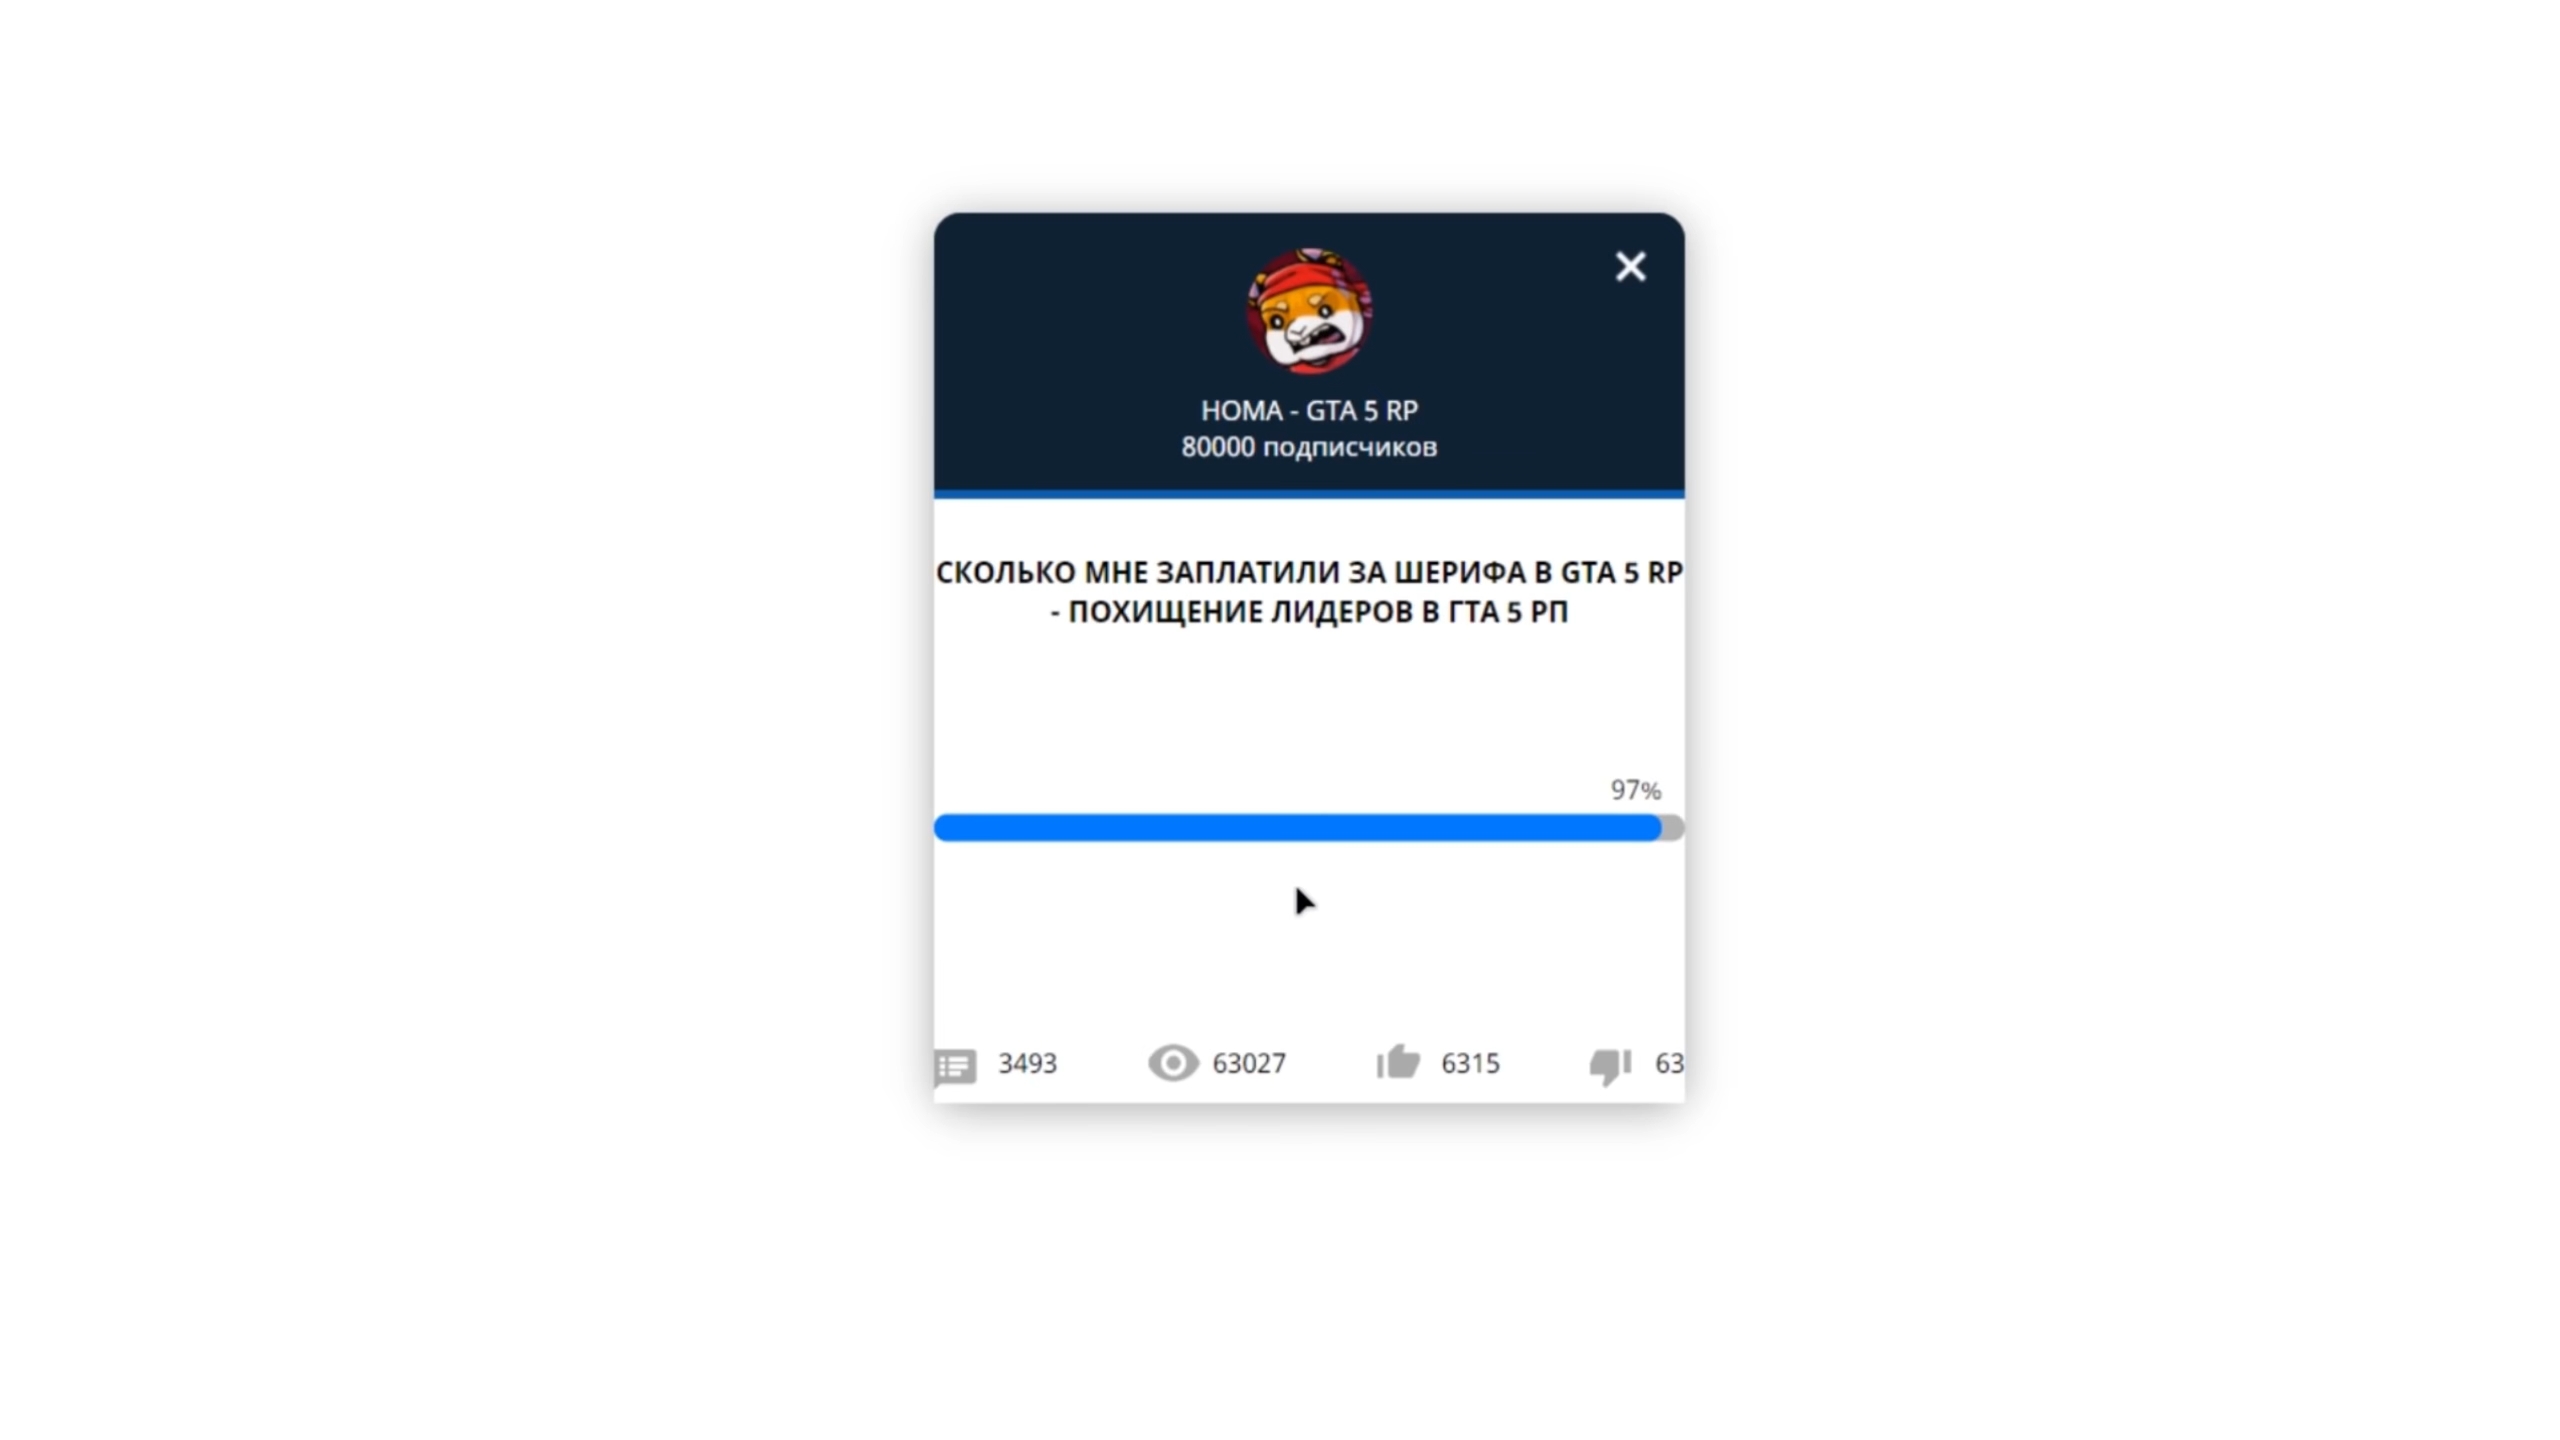 HOMA - GTA 5 RP
80000 подписчиков
СКОЛЬКО МНЕ ЗАПЛАТИЛИ ЗА ШЕРИФА В GTA 5 RP
- ПОХИЩЕНИЕ ЛИДЕРОВ В ГТА 5 РП
97%
3493 63027 6315 63